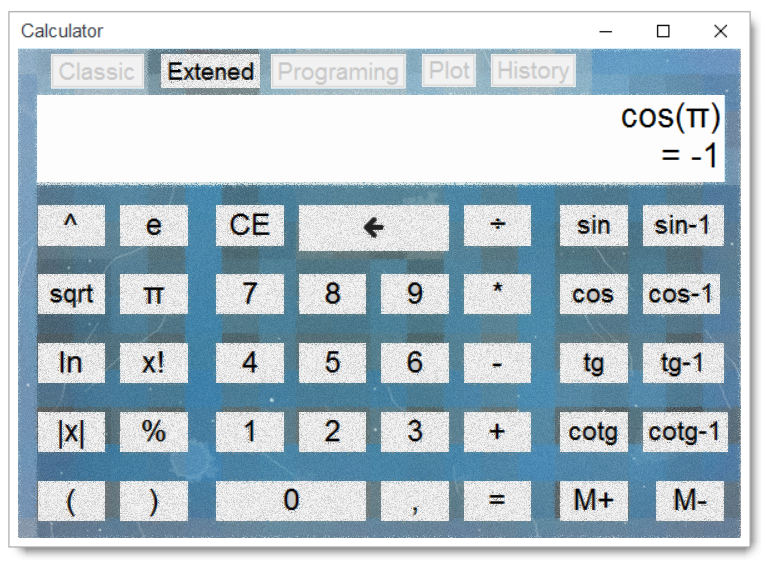 Calculator
Classic Extened Programing Plot History
cos(π)
= -1
^ e CE ← ÷ sin sin-1
sqrt π 7 8 9 * cos cos-1
ln x! 4 5 6 - tg tg-1
|x| % 1 2 3 + cotg cotg-1
( ) 0 , = M+ M-